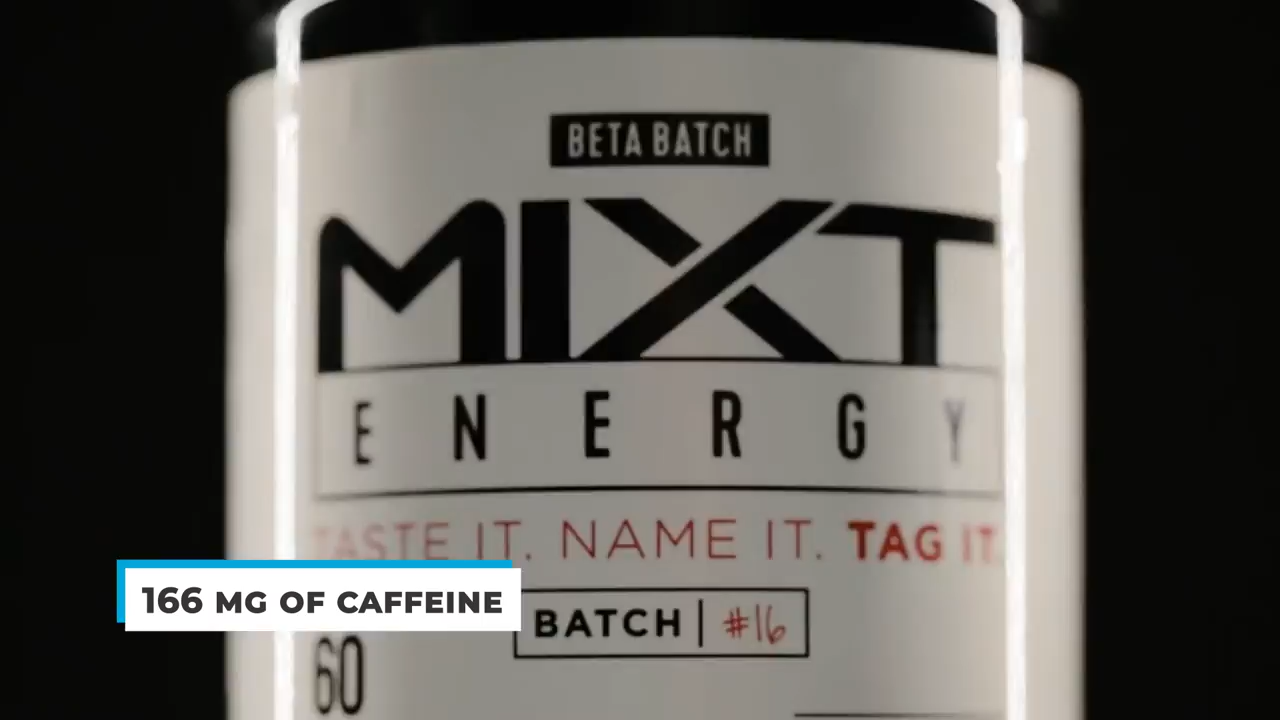 BETA BATCH
MIXT
ENERGY
TASTE IT. NAME IT. TAG IT.
166 MG OF CAFFEINE
BATCH | #16
60